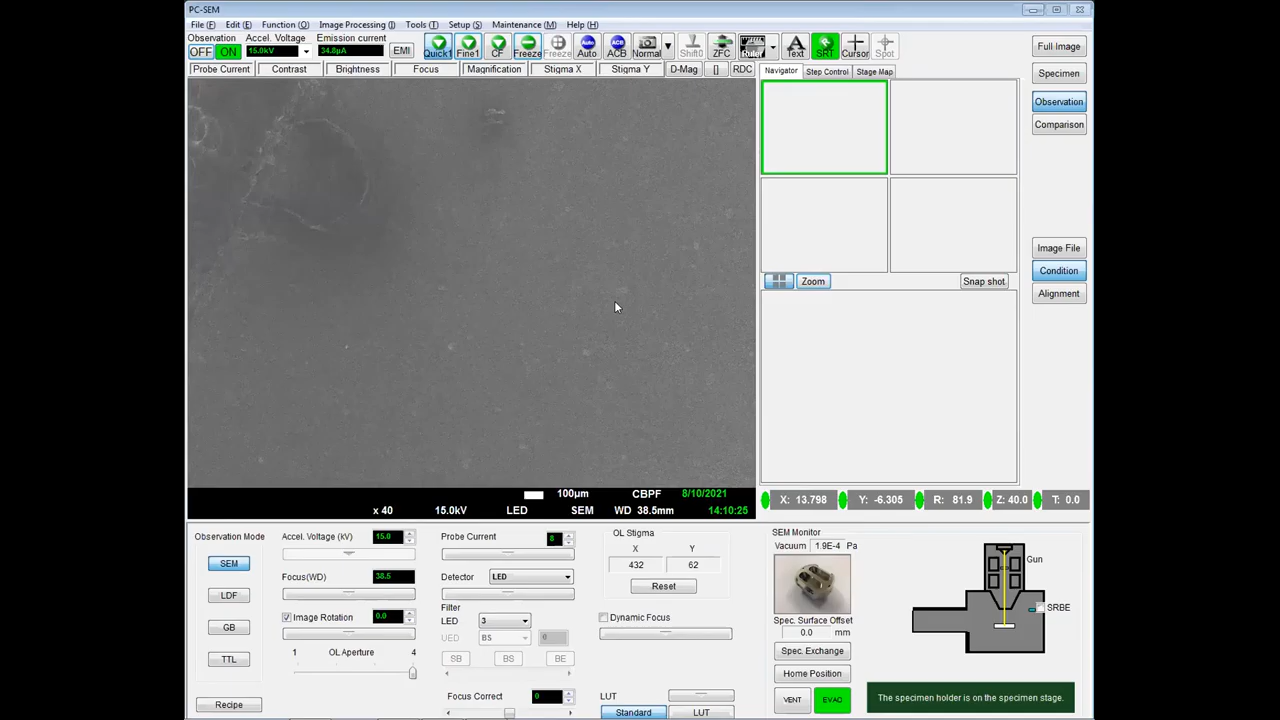 PC-SEM
File (F) Edit (E) Function (O) Image Processing (I) Tools (T) Setup (S) Maintenance (M) Help (H)
Observation Accel. Voltage Emission current
OFF ON 15.0kV 34.8μA EMI Quick1 Fine1 CF Freeze Freeze Auto ACB Normal Shift0 ZFC Ruler Text SRT Cursor Spot
Probe Current Contrast Brightness Focus Magnification Stigma X Stigma Y D-Mag [] RDC
Navigator Step Control Stage Map
Full Image
Specimen
Observation
Comparison
Image File
Condition
Alignment
Zoom Snap shot
100μm CBPF 8/10/2021
x 40 15.0kV LED SEM WD 38.5mm 14:10:25
X: 13.798 Y: -6.305 R: 81.9 Z: 40.0 T: 0.0
Observation Mode
SEM
LDF
GB
TTL
Recipe
Accel. Voltage (kV) 15.0
Focus(WD) 38.5
Image Rotation 0.0
1 OL Aperture 4
Probe Current 8
Detector LED
Filter
LED 3
UED BS 0
SB BS BE
Focus Correct 0
OL Stigma
X Y
432 62
Reset
Dynamic Focus
LUT
Standard LUT
SEM Monitor
Vacuum 1.9E-4 Pa
Spec. Surface Offset
0.0 mm
Spec. Exchange
Home Position
VENT EVAC
Gun
SRBE
The specimen holder is on the specimen stage.